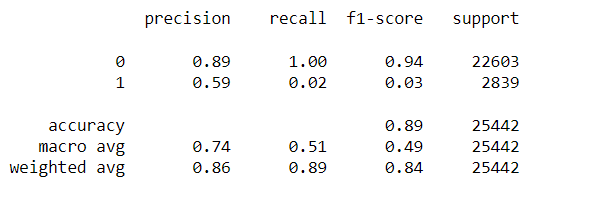 precision recall f1-score support
0 0.89 1.00 0.94 22603
1 0.59 0.02 0.03 2839
accuracy 0.89 25442
macro avg 0.74 0.51 0.49 25442
weighted avg 0.86 0.89 0.84 25442